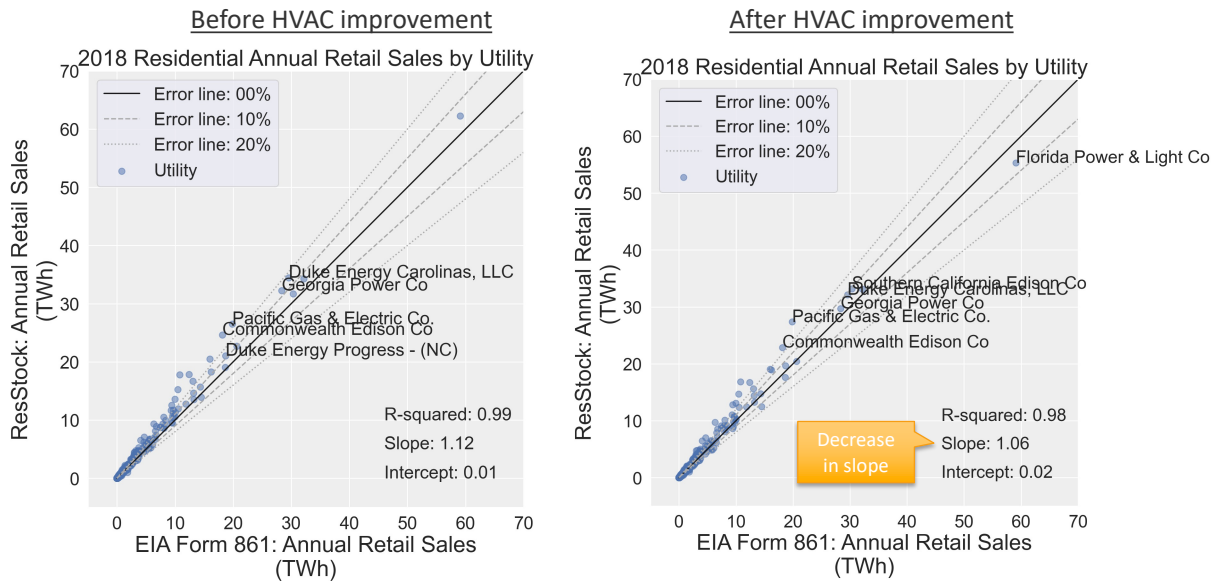 Before HVAC improvement
2018 Residential Annual Retail Sales by Utility
Error line: 00%
Error line: 10%
Error line: 20%
Utility
70
60
50
40
30
20
10
0
ResStock: Annual Retail Sales
(TWh)
Duke Energy Carolinas, LLC
Georgia Power Co
Pacific Gas & Electric Co.
Commonwealth Edison Co
Duke Energy Progress - (NC)
R-squared: 0.99
Slope: 1.12
Intercept: 0.01
0 10 20 30 40 50 60 70
EIA Form 861: Annual Retail Sales
(TWh)
After HVAC improvement
2018 Residential Annual Retail Sales by Utility
Error line: 00%
Error line: 10%
Error line: 20%
Utility
70
60
50
40
30
20
10
0
ResStock: Annual Retail Sales
(TWh)
Florida Power & Light Co
Southern California Edison Co
Duke Energy Carolinas, LLC
Georgia Power Co
Pacific Gas & Electric Co.
Commonwealth Edison Co
Decrease
in slope
R-squared: 0.98
Slope: 1.06
Intercept: 0.02
0 10 20 30 40 50 60 70
EIA Form 861: Annual Retail Sales
(TWh)